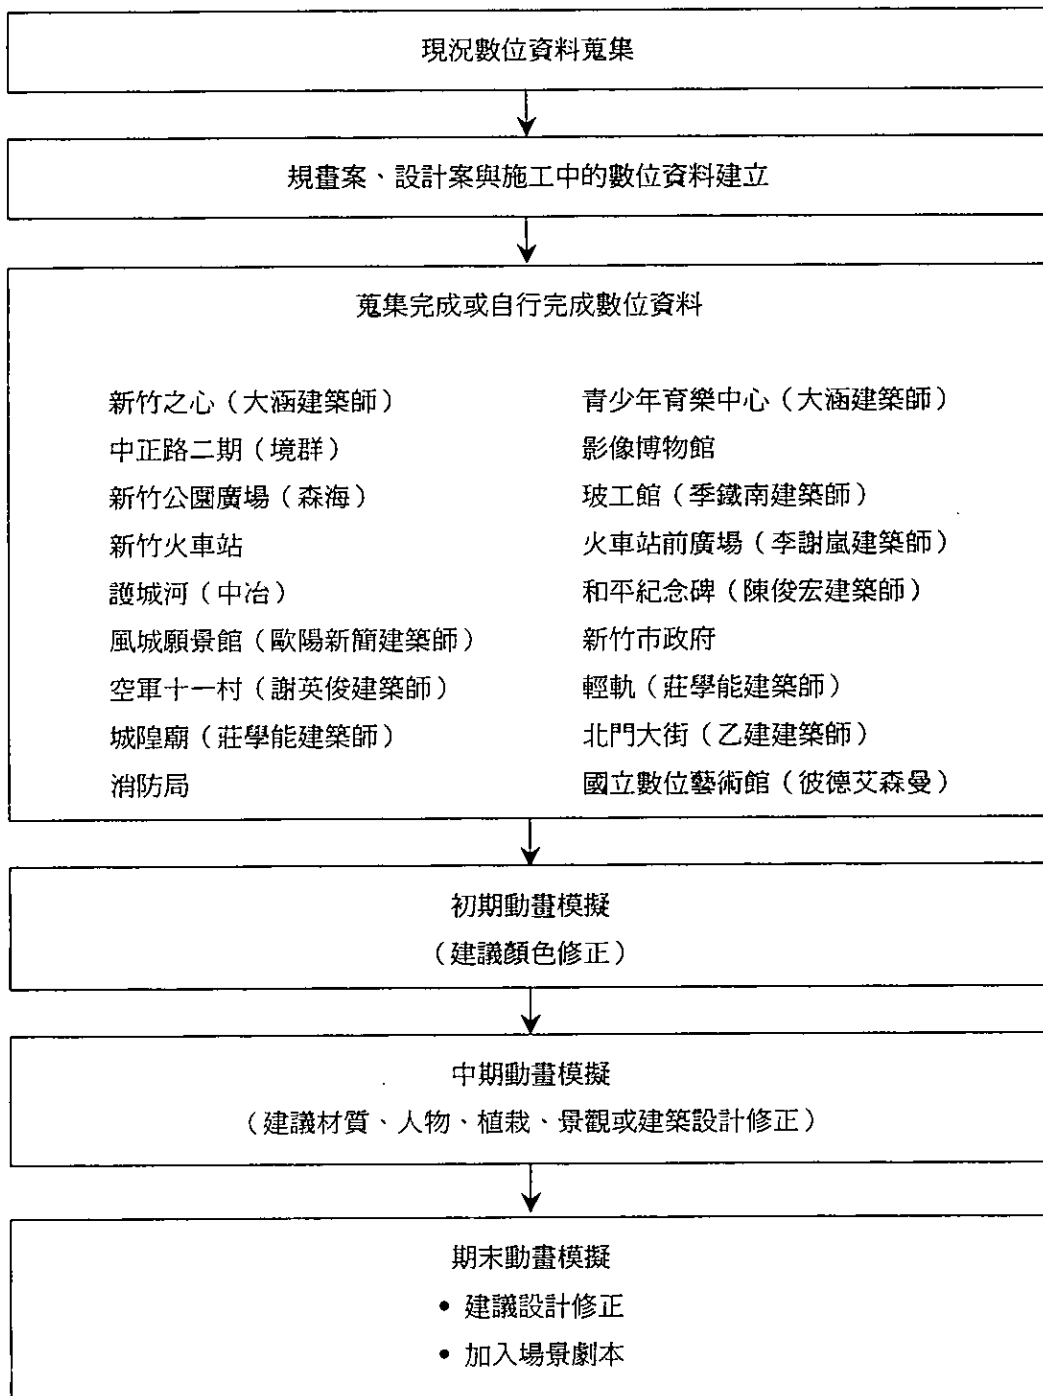 現況數位資料蒐集
規畫案、設計案與施工中的數位資料建立
蒐集完成或自行完成數位資料
新竹之心（大涵建築師）
中正路二期（境群）
新竹公園廣場（森海）
新竹火車站
護城河（中冶）
風城願景館（歐陽新簡建築師）
空軍十一村（謝英俊建築師）
城隍廟（莊學能建築師）
消防局
青少年育樂中心（大涵建築師）
影像博物館
玻工館（季鐵南建築師）
火車站前廣場（李謝嵐建築師）
和平紀念碑（陳俊宏建築師）
新竹市政府
輕軌（莊學能建築師）
北門大街（乙建建築師）
國立數位藝術館（彼德艾森曼）
初期動畫模擬
（建議顏色修正）
中期動畫模擬
（建議材質、人物、植栽、景觀或建築設計修正）
期末動畫模擬
• 建議設計修正
• 加入場景劇本